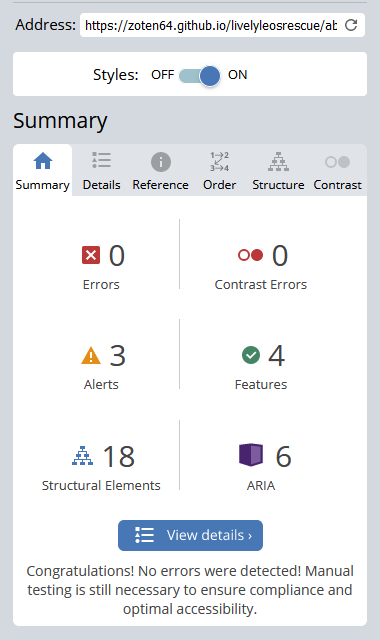 Address: https://zoten64.github.io/livelyleosrescue/ab
Styles: OFF ON
Summary
Summary Details Reference Order Structure Contrast
0 0
Errors Contrast Errors
3 4
Alerts Features
18 6
Structural Elements ARIA
View details ›
Congratulations! No errors were detected! Manual
testing is still necessary to ensure compliance and
optimal accessibility.